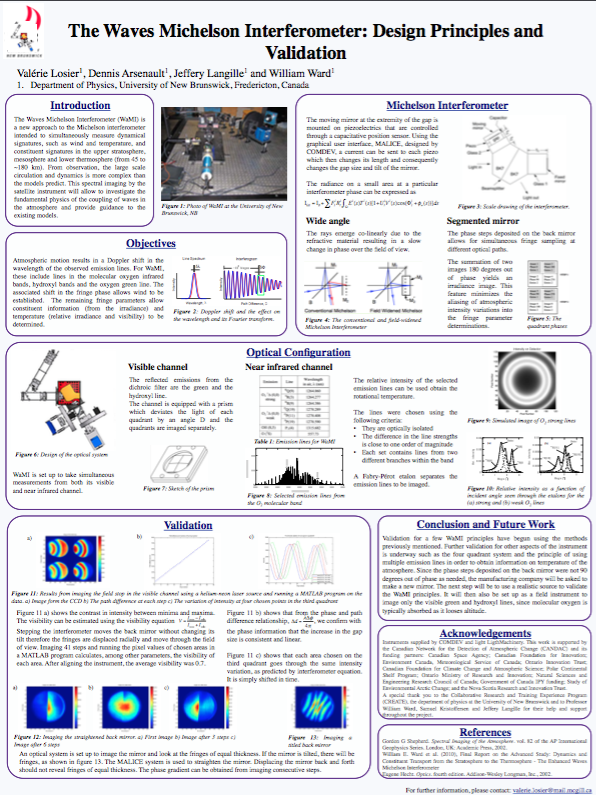 The Waves Michelson Interferometer: Design Principles and
Validation
NEW BRUNSWICK
Valérie Losier¹, Dennis Arsenault¹, Jeffery Langille¹ and William Ward¹
1. Department of Physics, University of New Brunswick, Fredericton, Canada
Introduction
The Waves Michelson Interferometer (WaMI) is
a new approach to the Michelson interferometer
intended to simultaneously measure dynamical
signatures, such as wind and temperature, and
constituent signatures in the upper stratosphere,
mesosphere and lower thermosphere (from 45 to
~180 km). From observation, the large scale
circulation and dynamics is more complex than
the models predict. This spectral imaging by the
satellite instrument will allow to investigate the
fundamental physics of the coupling of waves in
the atmosphere and provide guidance to the
existing models.
Figure 1: Photo of WaMI at the University of New
Brunswick, NB
Objectives
Atmospheric motion results in a Doppler shift in the
wavelength of the observed emission lines. For WaMI,
these include lines in the molecular oxygen infrared
bands, hydroxyl bands and the oxygen green line. The
associated shift in the fringe phase allows wind to be
established. The remaining fringe parameters allow
constituent information (from the irradiance) and
temperature (relative irradiance and visibility) to be
determined.
Line Spectrum
Interferogram
Figure 2: Doppler shift and the effect on
the wavelength and its Fourier transform.
Michelson Interferometer
The moving mirror at the extremity of the gap is
mounted on piezoelectrics that are controlled
through a capacitative position sensor. Using the
graphical user interface, MALICE, designed by
COMDEV, a current can be sent to each piezo
which then changes its length and consequently
changes the gap size and tilt of the mirror.
The radiance on a small area at a particular
interferometer phase can be expressed as
Capacitor
Moving
mirror
Piezo
Glass 2
Light in
Glass 1
Beamsplitter
Fixed
mirror
Light out
Figure 3: Scale drawing of the interferometer.
Wide angle
The rays emerge co-linearly due to the
refractive material resulting in a slow
change in phase over the field of view.
Conventional Michelson
Field Widened Michelson
Figure 4: The conventional and field-widened
Michelson Interferometer
Segmented mirror
The phase steps deposited on the back mirror
allows for simultaneous fringe sampling at
different optical paths.
The summation of two
images 180 degrees out
of phase yields an
irradiance image. This
feature minimizes the
aliasing of atmospheric
intensity variations into
the fringe parameter
determinations.
Figure 5: The
quadrant phases
Optical Configuration
Figure 6: Design of the optical system
WaMI is set up to take simultaneous
measurements from both its visible
and near infrared channel.
Visible channel
The reflected emissions from the
dichroic filter are the green and the
hydroxyl line.
The channel is equipped with a prism
which deviates the light of each
quadrant by an angle D and the
quadrants are imaged separately.
Figure 7: Sketch of the prism
Near infrared channel
Table 1: Emission lines for WaMI
Figure 8: Selected emission lines from
the O₂ molecular band
The relative intensity of the selected
emission lines can be used obtain the
rotational temperature.
The lines were chosen using the
following criteria:
• They are optically isolated
• The difference in the line strengths
is close to one order of magnitude
• Each set contains lines from two
different branches within the band
A Fabry-Pérot etalon separates the
emission lines to be imaged.
Figure 9: Simulated image of O₂ strong lines
Figure 10: Relative intensity as a function of
incident angle seen through the etalons for the
(a) strong and (b) weak O₂ lines
Validation
a)
b)
c)
Figure 11: Results from imaging the field stop in the visible channel using a helium-neon laser source and running a MATLAB program on the
data. a) Image from the CCD b) The path difference at each step c) The variation of intensity at four chosen points in the third quadrant
Figure 11 a) shows the contrast in intensity between minima and maxima.
The visibility can be estimated using the visibility equation
Stepping the interferometer moves the back mirror without changing its
tilt therefore the fringes are displaced radially and move through the field
of view. Imaging 41 steps and running the pixel values of chosen areas in
a MATLAB program calculates, among other parameters, the visibility of
each area. After aligning the instrument, the average visibility was 0.7.
Figure 11 b) shows that from the phase and path
difference relationship, we confirm with
the phase information that the increase in the gap
size is consistent and linear.
Figure 11 c) shows that each area chosen on the
third quadrant goes through the same intensity
variation, as predicted by interferometer equation.
It is simply shifted in time.
a)
b)
c)
Figure 12: Imaging the straightened back mirror. a) First image b) Image after 5 steps c)
Image after 6 steps
Figure 13: Imaging a
tilted back mirror
An optical system is set up to image the mirror and look at the fringes of equal thickness. If the mirror is tilted, there will be
fringes, as shown in figure 13. The MALICE system is used to straighten the mirror. Displacing the mirror back and forth
should not reveal fringes of equal thickness. The phase gradient can be obtained from imaging consecutive steps.
Conclusion and Future Work
Validation for a few WaMI principles have begun using the methods
previously mentioned. Further validation for other aspects of the instrument
is underway such as the four quadrant system and the principle of using
multiple emission lines in order to obtain information on temperature of the
atmosphere. Since the phase steps deposited on the back mirror were not 90
degrees out of phase as needed, the manufacturing company will be asked to
make a new mirror. The next step will be to use a realistic source to validate
the WaMI principles. It will then also be set up as a field instrument to
image only the visible green and hydroxyl lines, since molecular oxygen is
typically absorbed as it looses altitude.
Acknowledgements
Instruments supplied by COMDEV and light LightMachinery. This work is supported by
the Canadian Network for the Detection of Atmospheric Change (CANDAC) and its
funding partners: Canadian Space Agency; Canadian Foundation for Innovation;
Environment Canada, Meteorological Service of Canada; Ontario Innovation Trust;
Canadian Foundation for Climate Change and Atmospheric Science; Polar Continental
Shelf Program; Ontario Ministry of Research and Innovation; Natural Sciences and
Engineering Research Council of Canada; Government of Canada IPY funding; Study of
Environmental Arctic Change; and the Nova Scotia Research and Innovation Trust.
A special thank you to the Collaborative Research and Training Experience Program
(CREATE), the department of physics at the University of New Brunswick and to Professor
William Ward, Samuel Kristoffersen and Jeffery Langille for their help and support
throughout the project.
References
Gordon G Shepherd. Spectral Imaging of the Atmosphere. vol. 82 of the AP International
Geophysics Series. London, UK: Academic Press, 2002.
William E. Ward et al. (2010), Final Report on the Advanced Study: Dynamics and
Constituent Transport from the Stratosphere to the Thermosphere - The Enhanced Waves
Michelson Interferometer
Eugene Hecht. Optics. fourth edition. Addison-Wesley Longman, Inc., 2002.
For further information, please contact: valerie.losier@mail.mcgill.ca